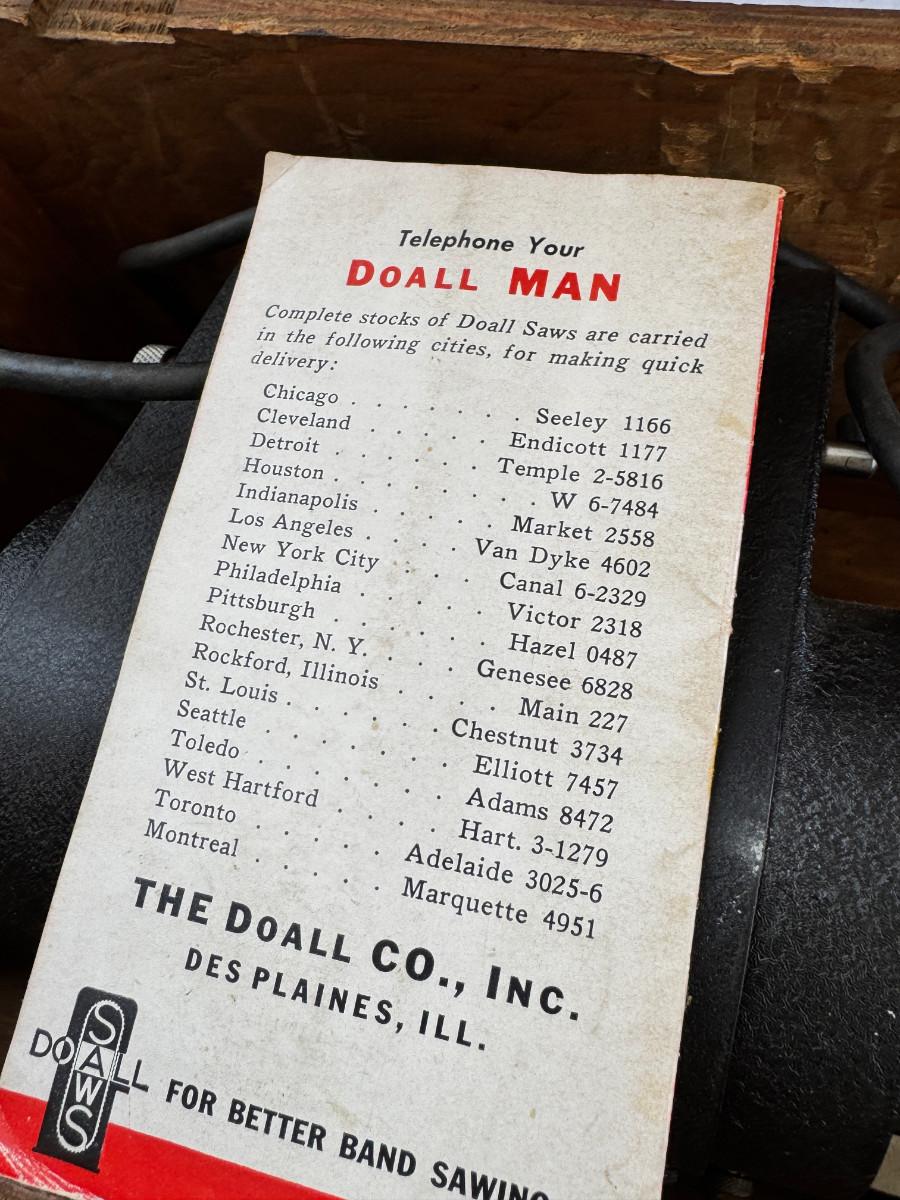 Telephone Your
DOALL MAN
Complete stocks of Doall Saws are carried
in the following cities, for making quick
delivery:
Chicago . . . . . . . Seeley 1166
Cleveland . . . . . Endicott 1177
Detroit . . . . . . Temple 2-5816
Houston . . . . . . . . W 6-7484
Indianapolis . . . . . Market 2558
Los Angeles . . . . Van Dyke 4602
New York City . . . Canal 6-2329
Philadelphia . . . . . Victor 2318
Pittsburgh . . . . . . Hazel 0487
Rochester, N. Y. . . . Genesee 6828
Rockford, Illinois . . . . Main 227
St. Louis . . . . . . Chestnut 3734
Seattle . . . . . . . Elliott 7457
Toledo . . . . . . . Adams 8472
West Hartford . . . . Hart. 3-1279
Toronto . . . . . Adelaide 3025-6
Montreal . . . . . Marquette 4951
THE DOALL CO., INC.
DES PLAINES, ILL.
DOALL SAWS
FOR BETTER BAND SAWING